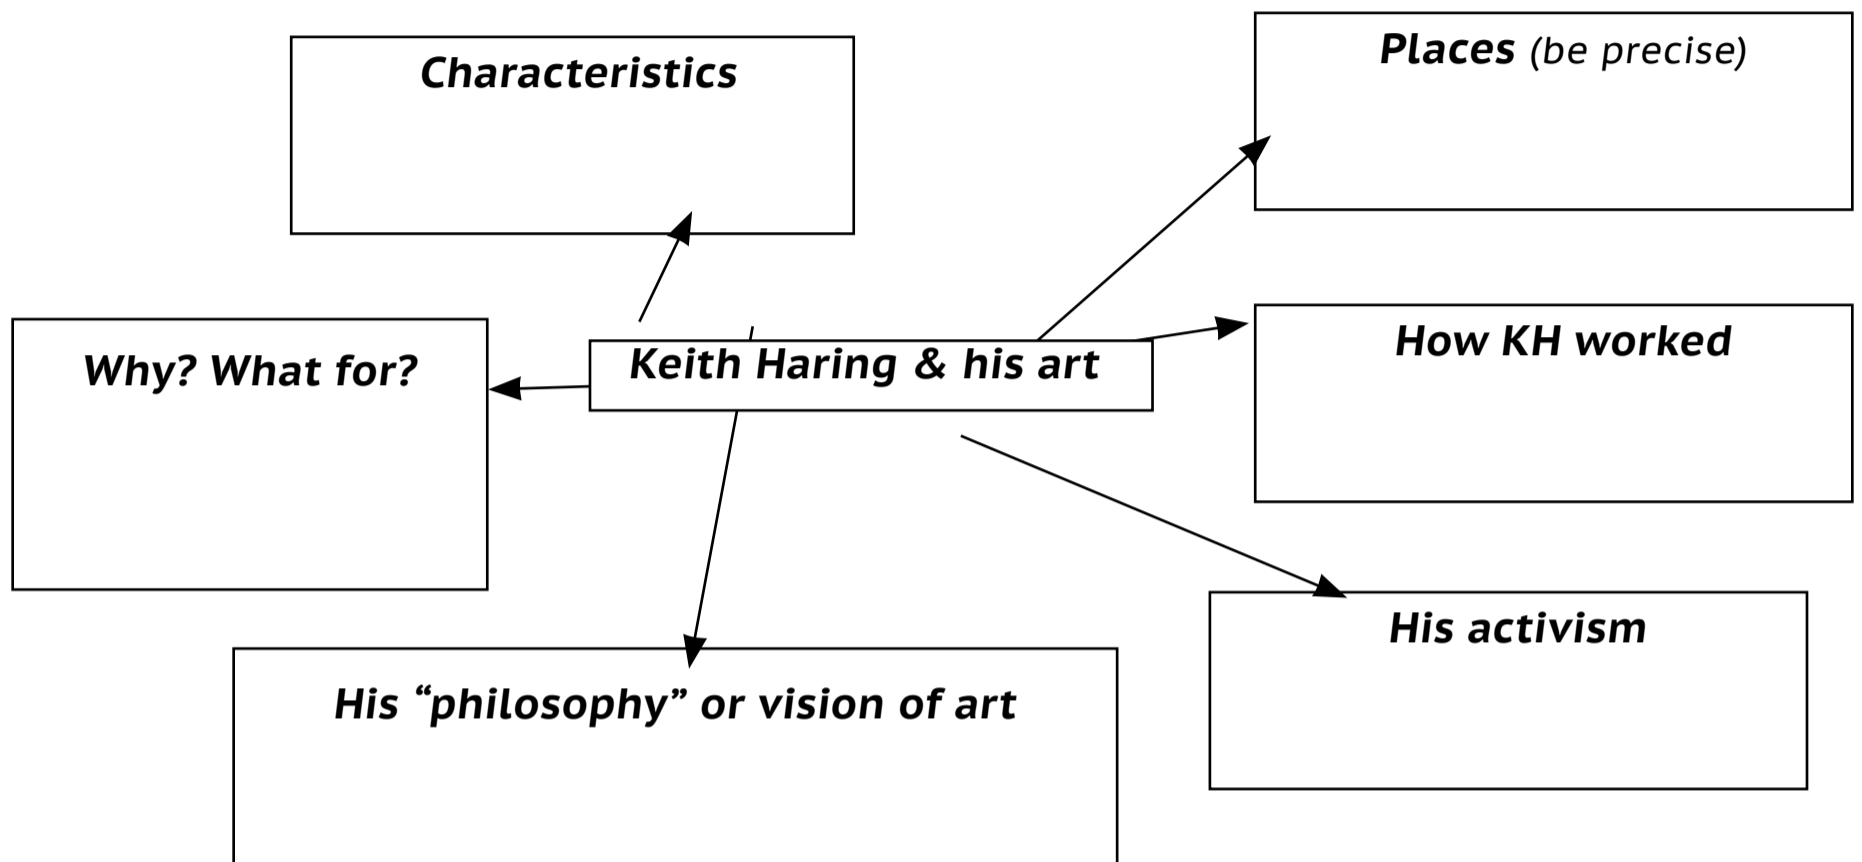 Characteristics
Places (be precise)
Why? What for?
Keith Haring & his art
How KH worked
His activism
His “philosophy” or vision of art